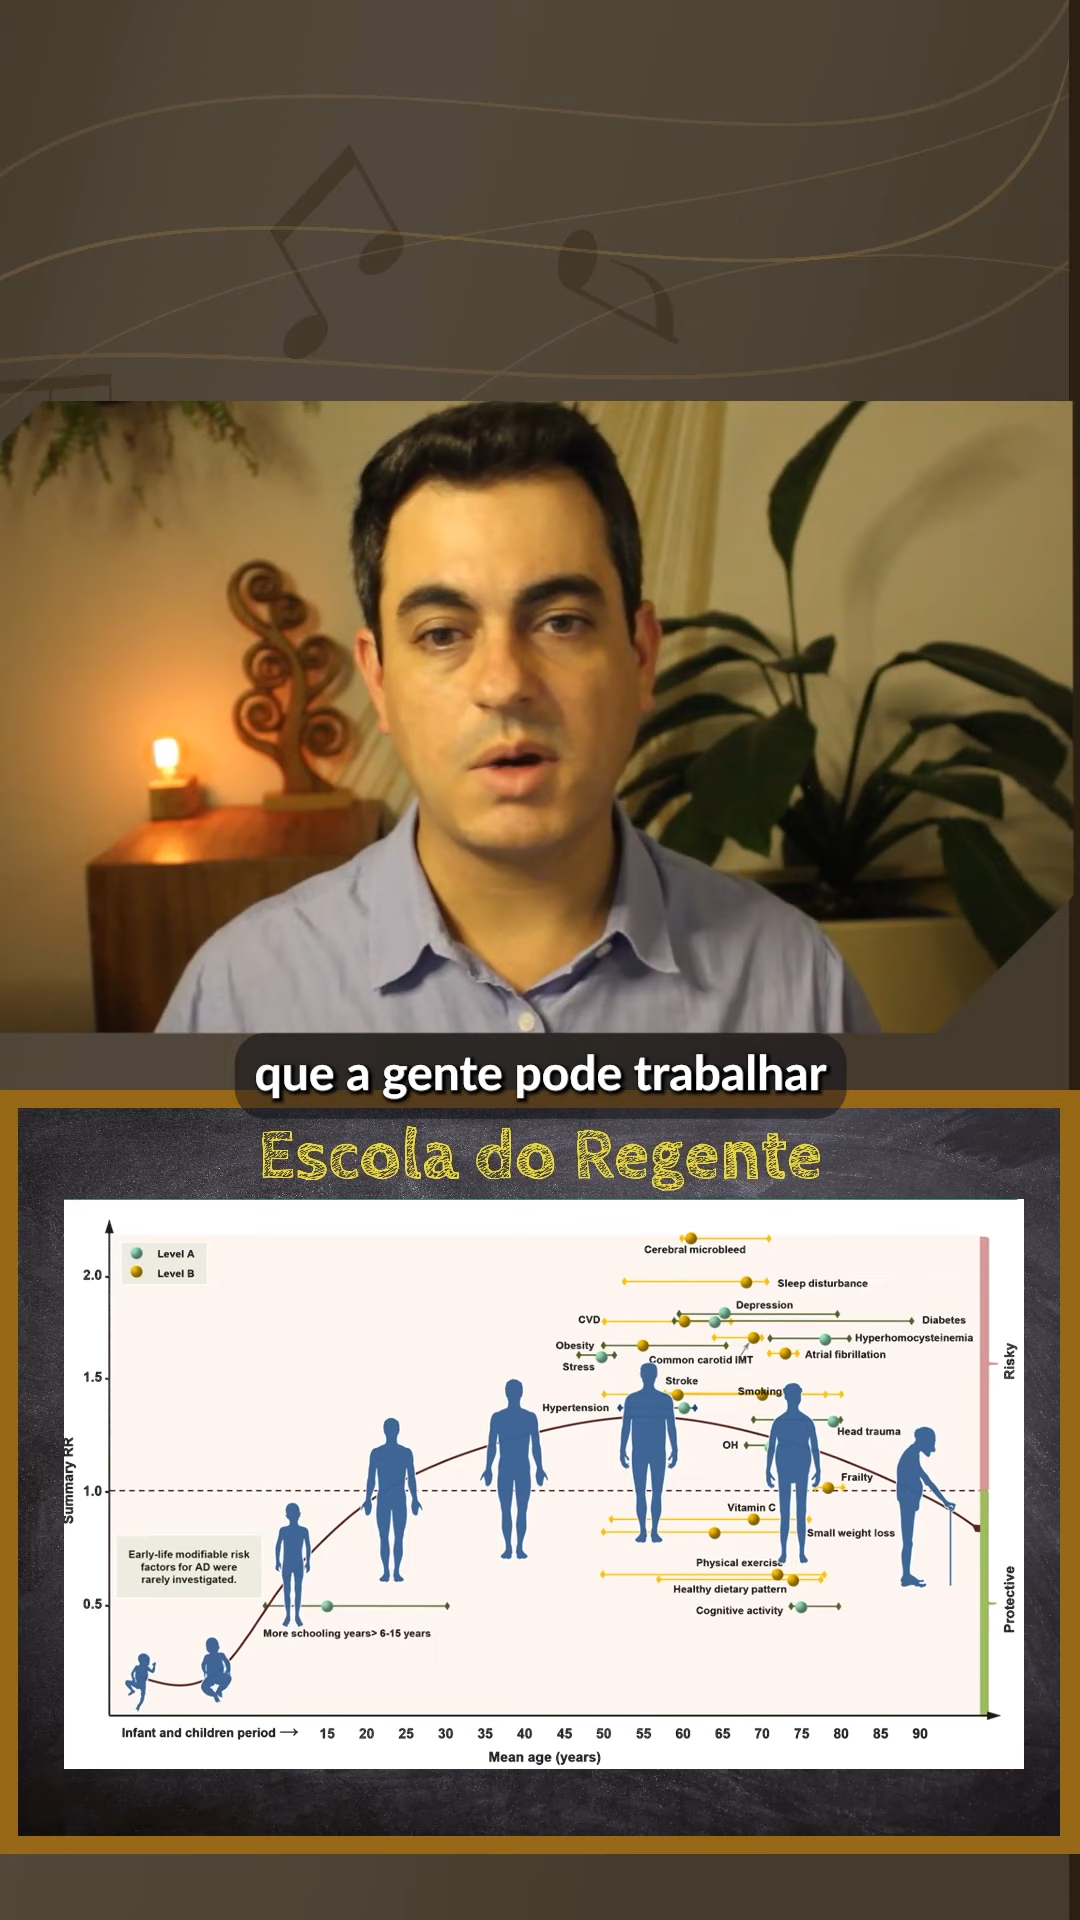 que a gente pode trabalhar
Escola do Regente
Level A
Level B
2.0
1.5
1.0
0.5
Summary RR
Cerebral microbleed
Sleep disturbance
Depression
CVD
Diabetes
Hyperhomocysteinemia
Obesity
Common carotid IMT
Atrial fibrillation
Stress
Stroke
Smoking
Hypertension
Head trauma
OH
Frailty
Vitamin C
Small weight loss
Physical exercise
Healthy dietary pattern
Cognitive activity
Early-life modifiable risk
factors for AD were
rarely investigated.
More schooling years> 6-15 years
Risky
Protective
Infant and children period → 15 20 25 30 35 40 45 50 55 60 65 70 75 80 85 90
Mean age (years)